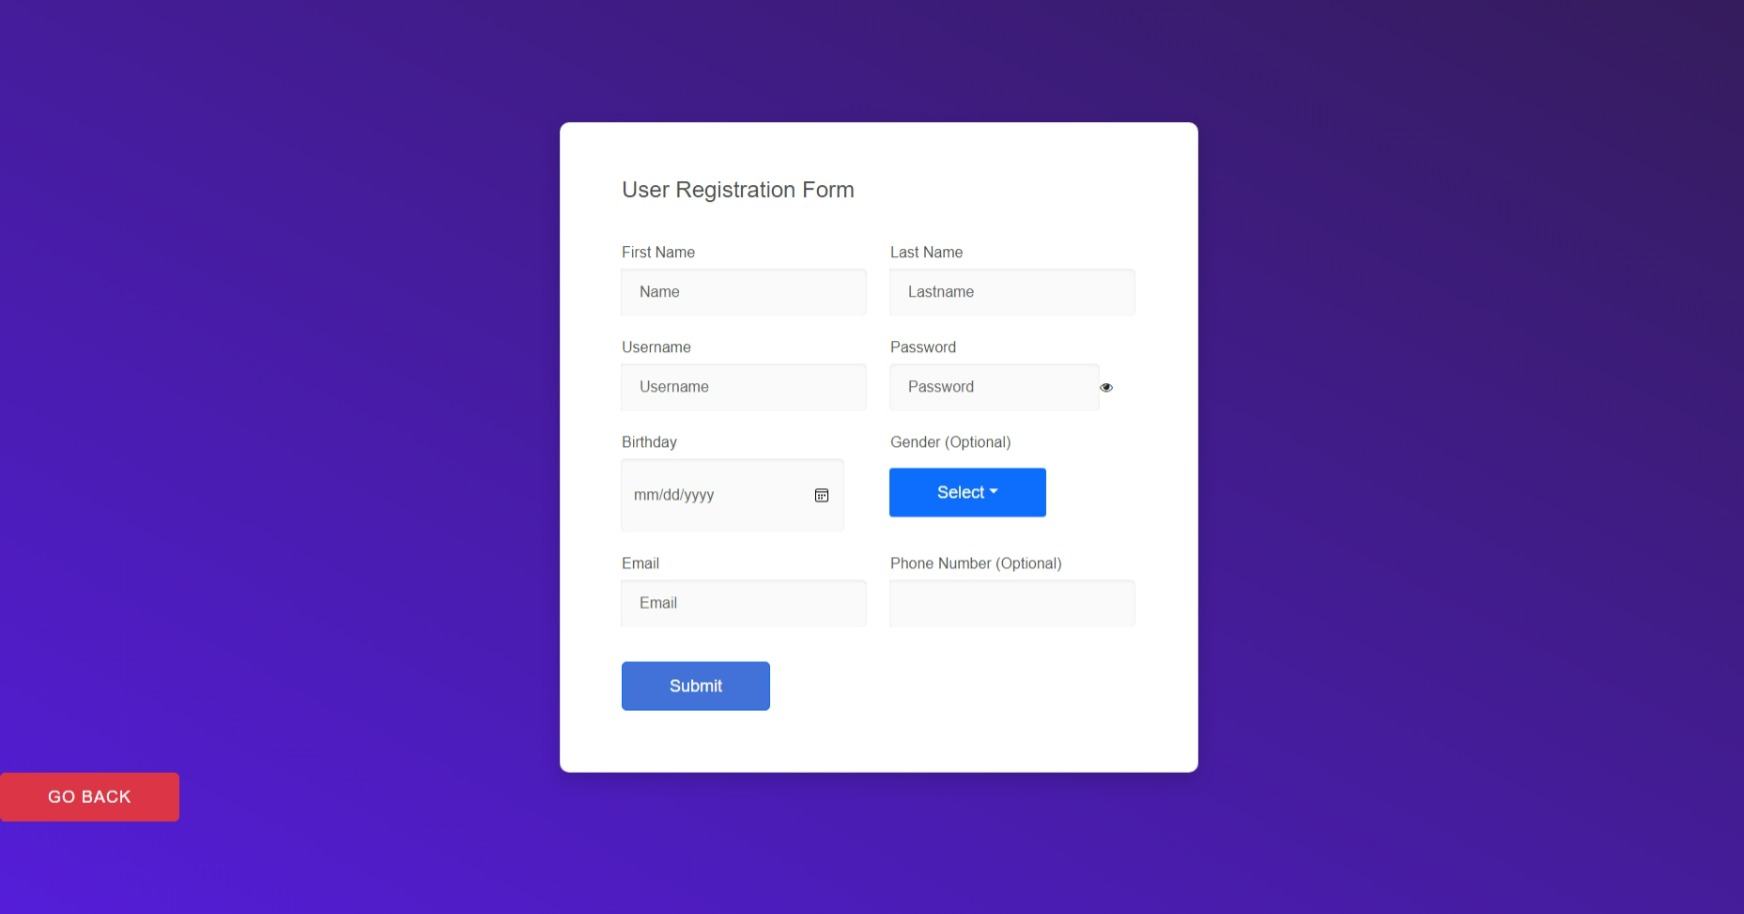 User Registration Form
First Name
Last Name
Name
Lastname
Username
Password
Username
Password
Birthday
Gender (Optional)
mm/dd/yyyy
Select
Email
Phone Number (Optional)
Email
Submit
GO BACK